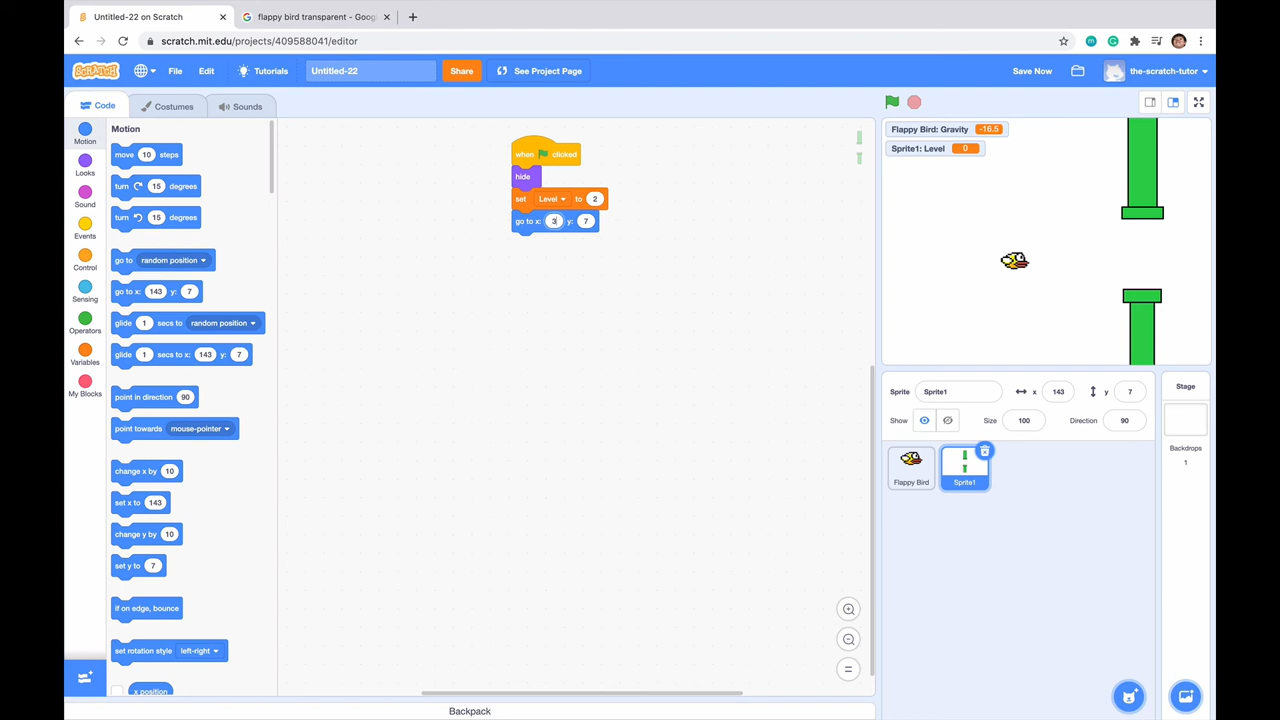 Untitled-22 on Scratch
flappy bird transparent - Goog
scratch.mit.edu/projects/409588041/editor
SCRATCH
File
Edit
Tutorials
Untitled-22
Share
See Project Page
Save Now
the-scratch-tutor
Code
Costumes
Sounds
Motion
Looks
Sound
Events
Control
Sensing
Operators
Variables
My Blocks
Motion
move 10 steps
turn 15 degrees
turn 15 degrees
go to random position
go to x: 143 y: 7
glide 1 secs to random position
glide 1 secs to x: 143 y: 7
point in direction 90
point towards mouse-pointer
change x by 10
set x to 143
change y by 10
set y to 7
if on edge, bounce
set rotation style left-right
x position
when clicked
hide
set Level to 2
go to x: 3 y: 7
Flappy Bird: Gravity -16.5
Sprite1: Level 0
Sprite Sprite1 x 143 y 7
Show Size 100 Direction 90
Flappy Bird
Sprite1
Stage
Backdrops
1
Backpack